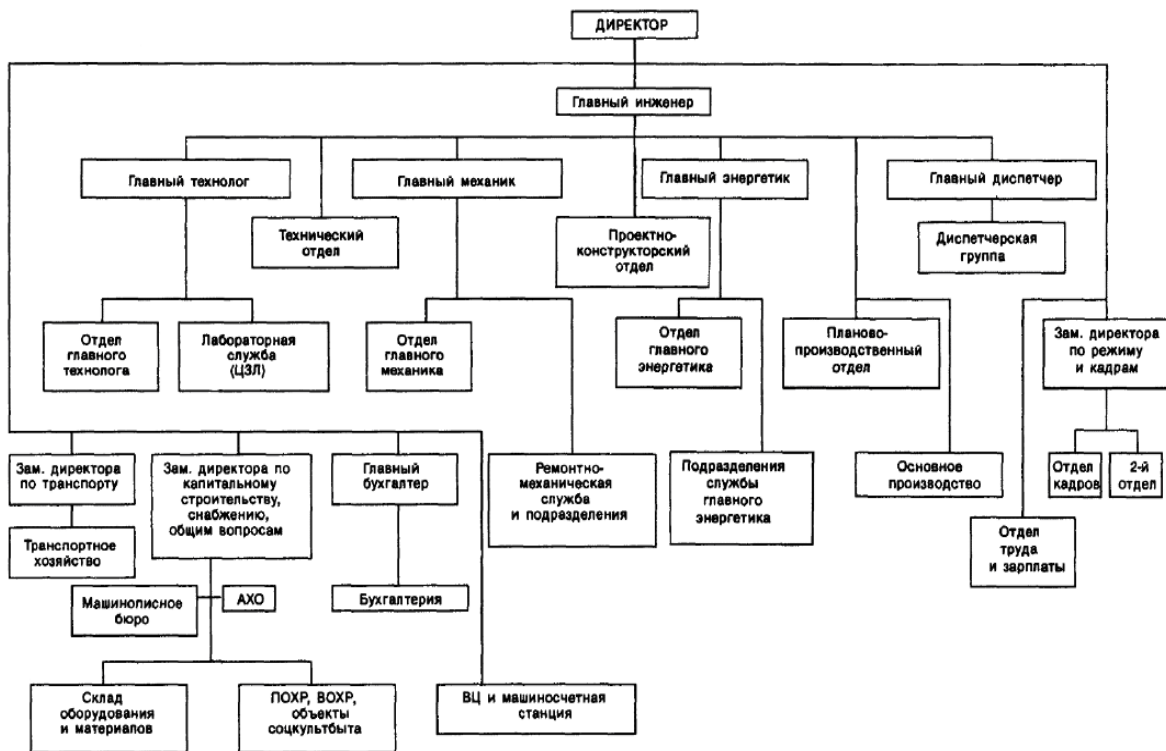 ДИРЕКТОР
Главный инженер
Главный технолог
Главный механик
Главный энергетик
Главный диспетчер
Технический
отдел
Проектно-
конструкторский
отдел
Диспетчерская
группа
Отдел
главного
технолога
Лабораторная
служба
(ЦЗЛ)
Отдел
главного
механика
Отдел
главного
энергетика
Планово-
производственный
отдел
Зам. директора
по режиму
и кадрам
Зам. директора
по транспорту
Зам. директора по
капитальному
строительству,
снабжению,
общим вопросам
Главный
бухгалтер
Ремонтно-
механическая
служба
и подразделения
Подразделения
службы
главного
энергетика
Основное
производство
Отдел
кадров
2-й
отдел
Транспортное
хозяйство
Отдел
труда
и зарплаты
Машинописное
бюро
АХО
Бухгалтерия
Склад
оборудования
и материалов
ПОХР, ВОХР,
объекты
соцкультбыта
ВЦ и машиносчетная
станция